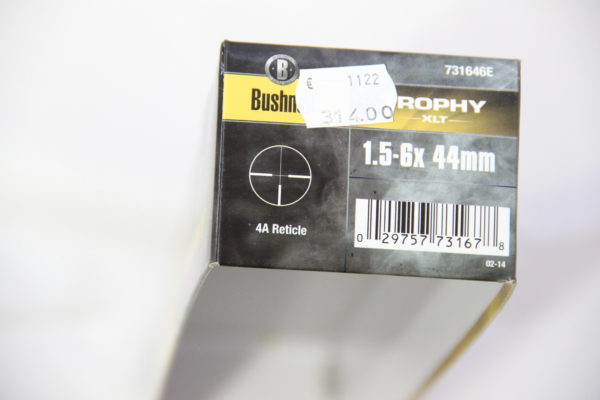 B
731646E
€ 1122
314.00
Bushn
ROPHY
XLT
1.5-6x 44mm
4A Reticle
0 29757 73167 8
02-14